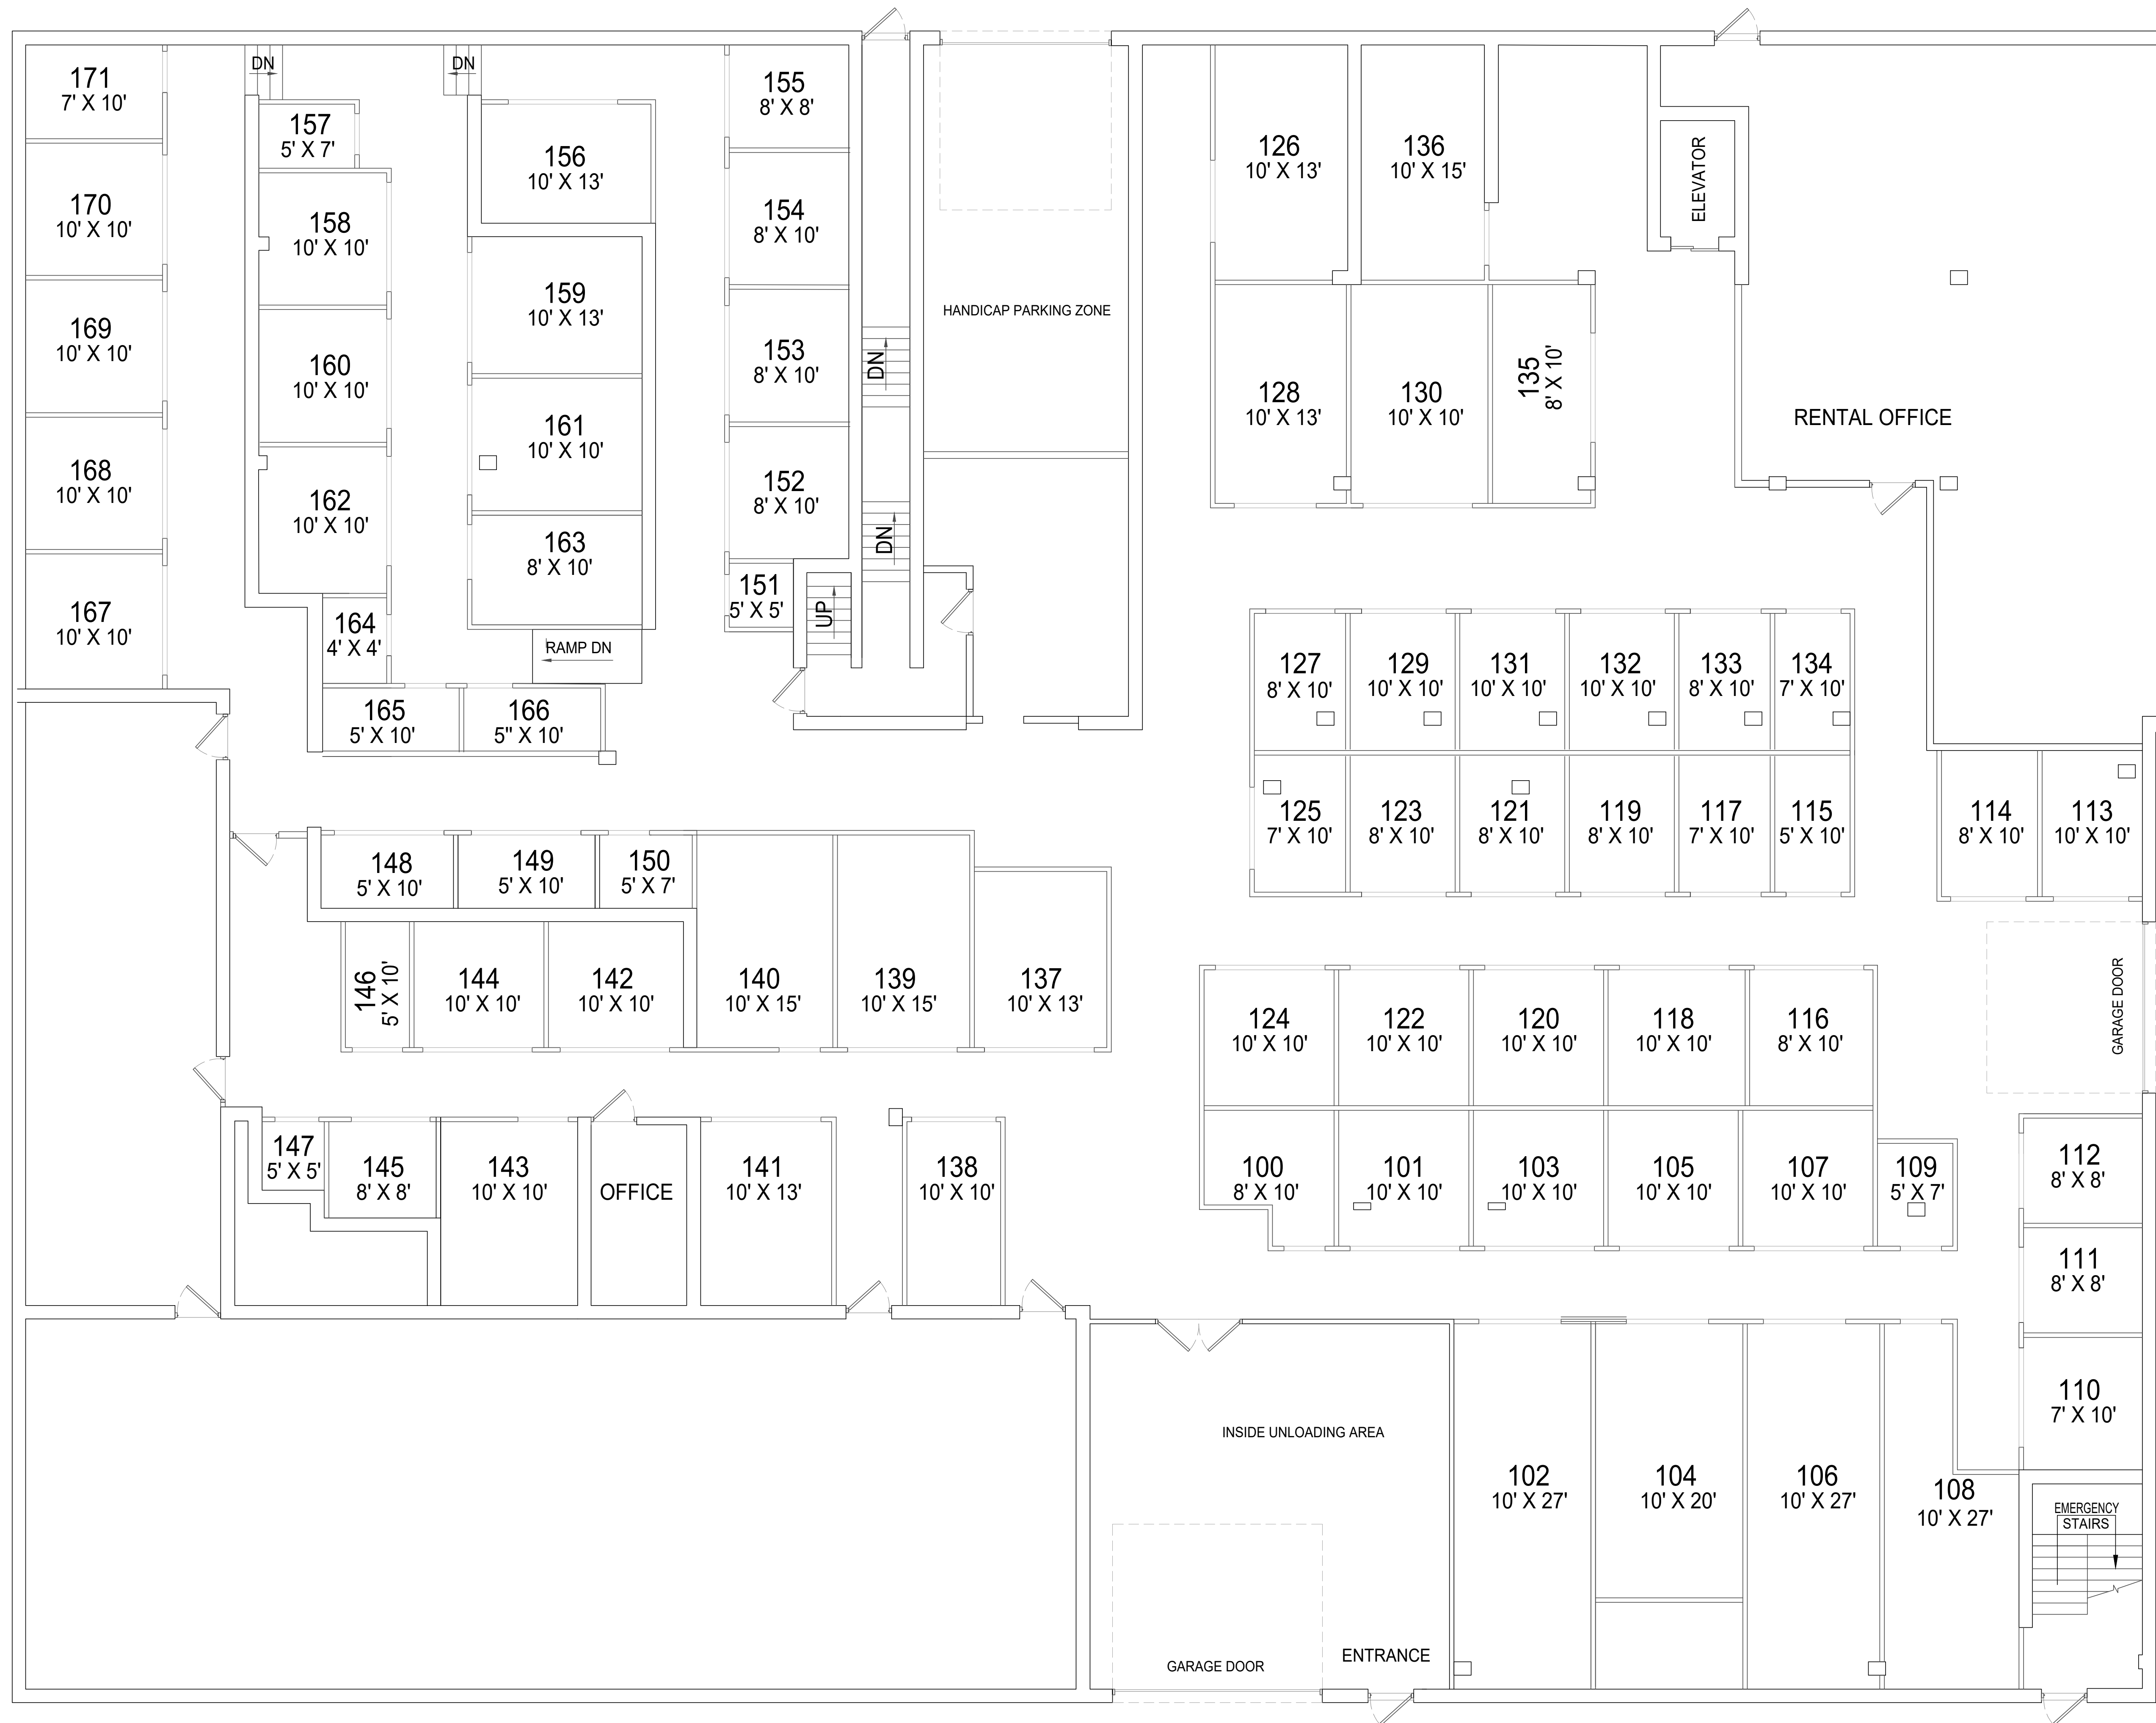 171
7' X 10'
170
10' X 10'
169
10' X 10'
168
10' X 10'
167
10' X 10'
DN
157
5' X 7'
158
10' X 10'
160
10' X 10'
162
10' X 10'
164
4' X 4'
165
5' X 10'
166
5" X 10'
DN
156
10' X 13'
159
10' X 13'
161
10' X 10'
163
8' X 10'
RAMP DN
155
8' X 8'
154
8' X 10'
153
8' X 10'
152
8' X 10'
151
5' X 5'
UP
DN
DN
HANDICAP PARKING ZONE
126
10' X 13'
136
10' X 15'
128
10' X 13'
130
10' X 10'
135
8' X 10'
ELEVATOR
RENTAL OFFICE
127
8' X 10'
129
10' X 10'
131
10' X 10'
132
10' X 10'
133
8' X 10'
134
7' X 10'
125
7' X 10'
123
8' X 10'
121
8' X 10'
119
8' X 10'
117
7' X 10'
115
5' X 10'
114
8' X 10'
113
10' X 10'
148
5' X 10'
149
5' X 10'
150
5' X 7'
146
5' X 10'
144
10' X 10'
142
10' X 10'
140
10' X 15'
139
10' X 15'
137
10' X 13'
124
10' X 10'
122
10' X 10'
120
10' X 10'
118
10' X 10'
116
8' X 10'
GARAGE DOOR
147
5' X 5'
145
8' X 8'
143
10' X 10'
OFFICE
141
10' X 13'
138
10' X 10'
100
8' X 10'
101
10' X 10'
103
10' X 10'
105
10' X 10'
107
10' X 10'
109
5' X 7'
112
8' X 8'
111
8' X 8'
110
7' X 10'
INSIDE UNLOADING AREA
102
10' X 27'
104
10' X 20'
106
10' X 27'
108
10' X 27'
EMERGENCY
STAIRS
ENTRANCE
GARAGE DOOR